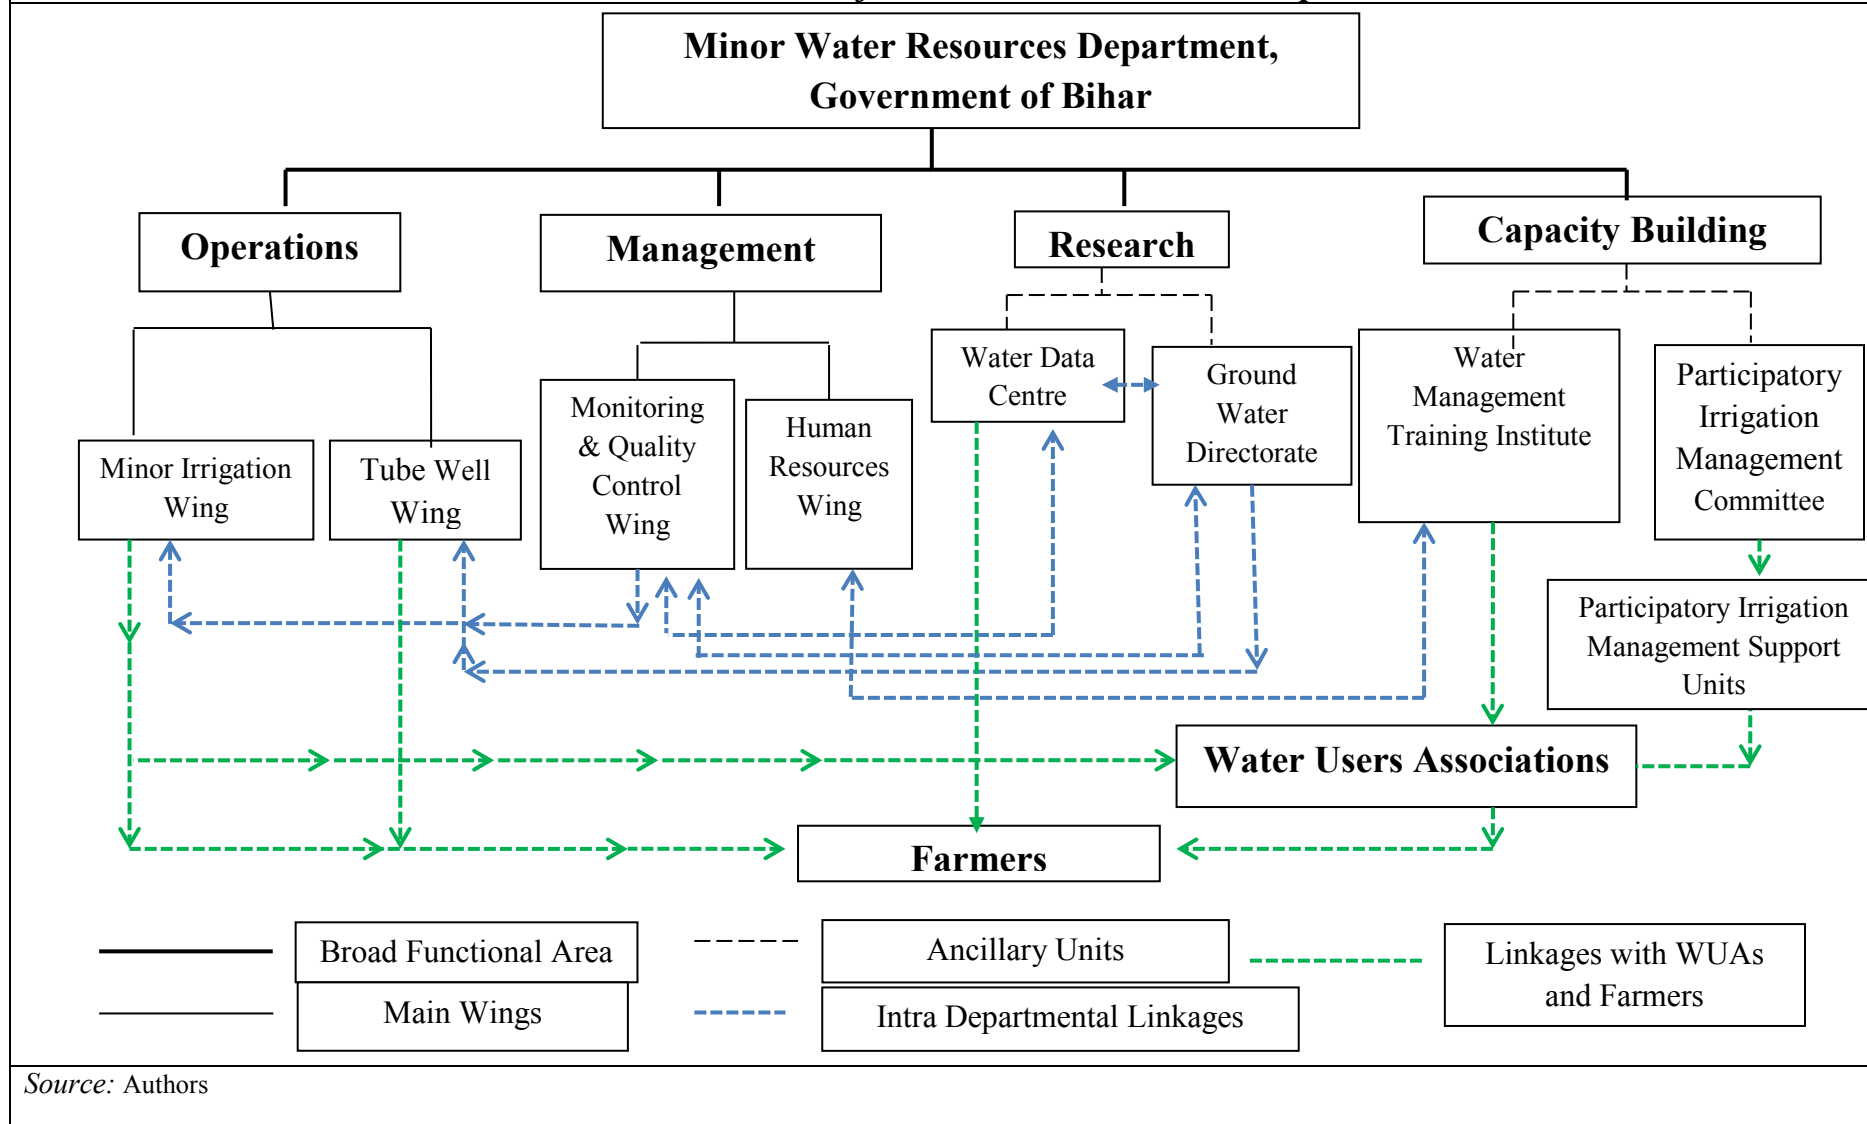 Minor Water Resources Department,
Government of Bihar
Operations
Management
Research
Capacity Building
Minor Irrigation
Wing
Tube Well
Wing
Monitoring
& Quality
Control
Wing
Human
Resources
Wing
Water Data
Centre
Ground
Water
Directorate
Water
Management
Training Institute
Participatory
Irrigation
Management
Committee
Participatory Irrigation
Management Support
Units
Water Users Associations
Farmers
Broad Functional Area
Main Wings
Ancillary Units
Intra Departmental Linkages
Linkages with WUAs
and Farmers
Source: Authors